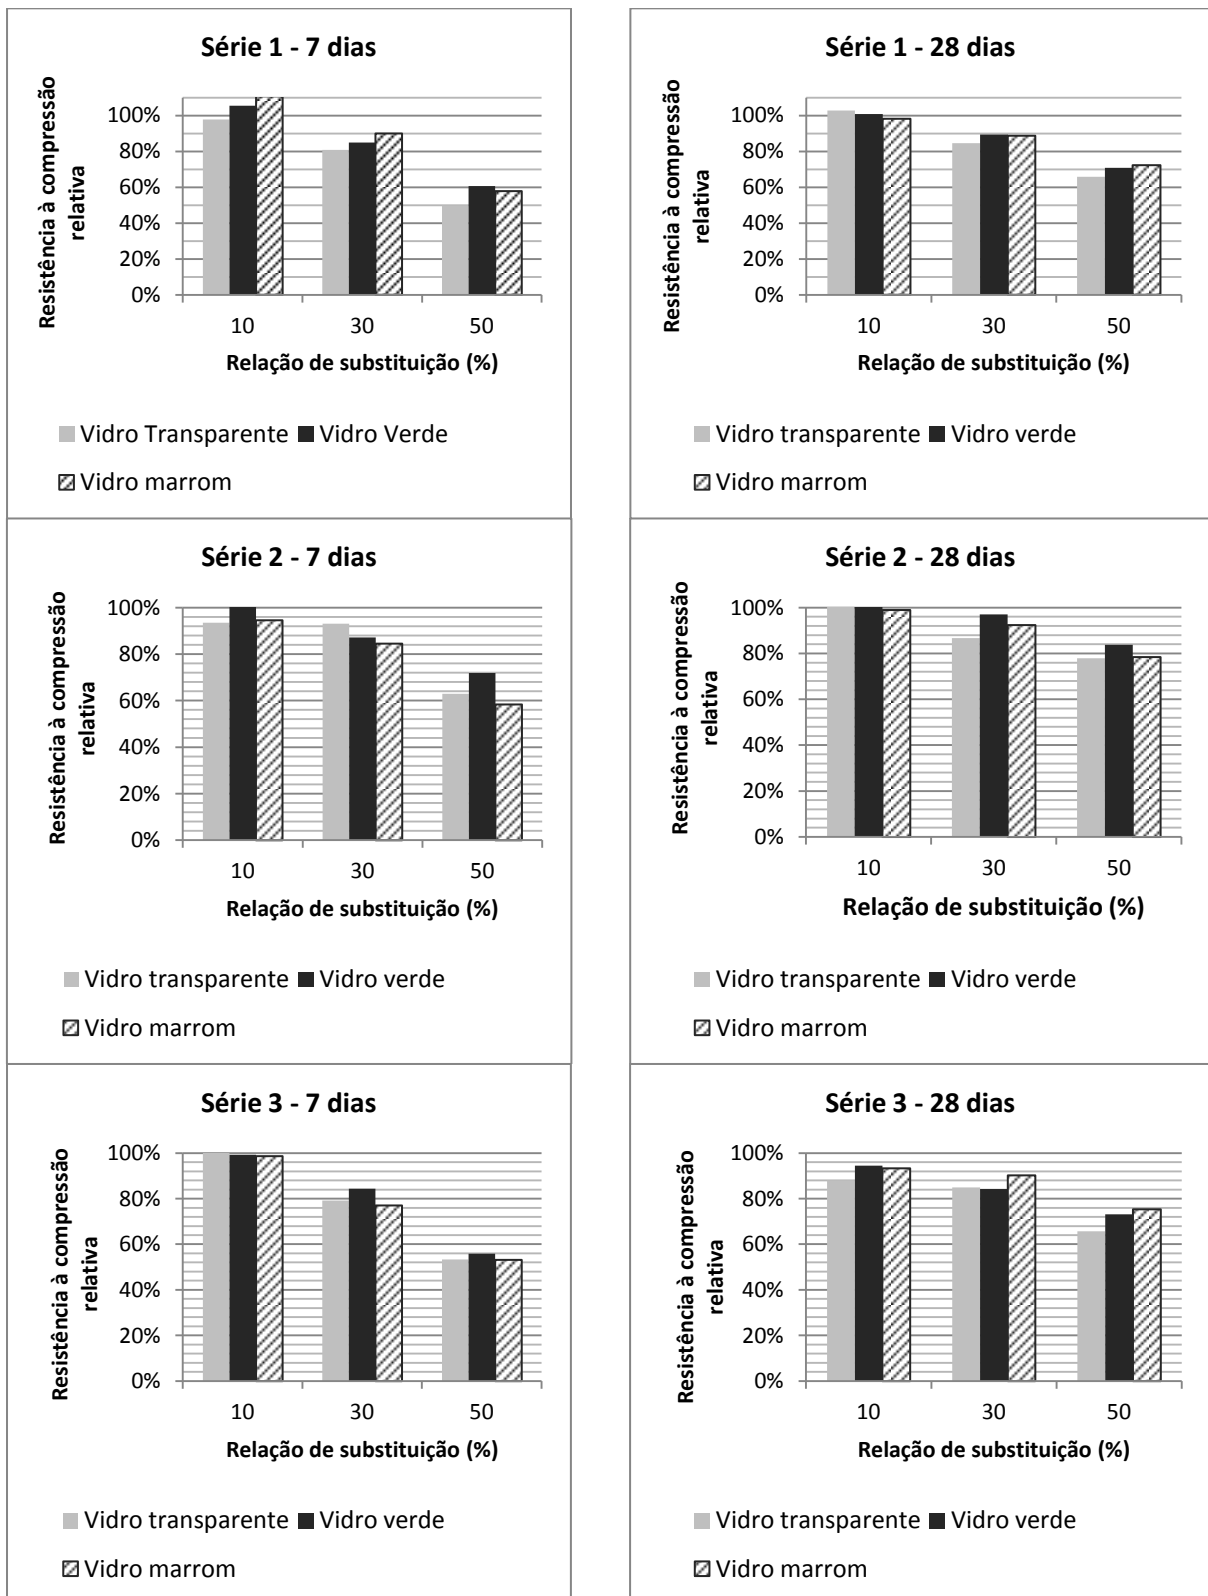 Série 1 - 7 dias
Resistência à compressão
relativa
100%
80%
60%
40%
20%
0%
10 30 50
Relação de substituição (%)
Vidro Transparente Vidro Verde
Vidro marrom
Série 1 - 28 dias
Resistência à compressão
relativa
100%
80%
60%
40%
20%
0%
10 30 50
Relação de substituição (%)
Vidro transparente Vidro verde
Vidro marrom
Série 2 - 7 dias
Resistência à compressão
relativa
100%
80%
60%
40%
20%
0%
10 30 50
Relação de substituição (%)
Vidro transparente Vidro verde
Vidro marrom
Série 2 - 28 dias
Resistência à compressão
relativa
100%
80%
60%
40%
20%
0%
10 30 50
Relação de substituição (%)
Vidro transparente Vidro verde
Vidro marrom
Série 3 - 7 dias
Resistência à compressão
relativa
100%
80%
60%
40%
20%
0%
10 30 50
Relação de substituição (%)
Vidro transparente Vidro verde
Vidro marrom
Série 3 - 28 dias
Resistência à compressão
relativa
100%
80%
60%
40%
20%
0%
10 30 50
Relação de substituição (%)
Vidro transparente Vidro verde
Vidro marrom